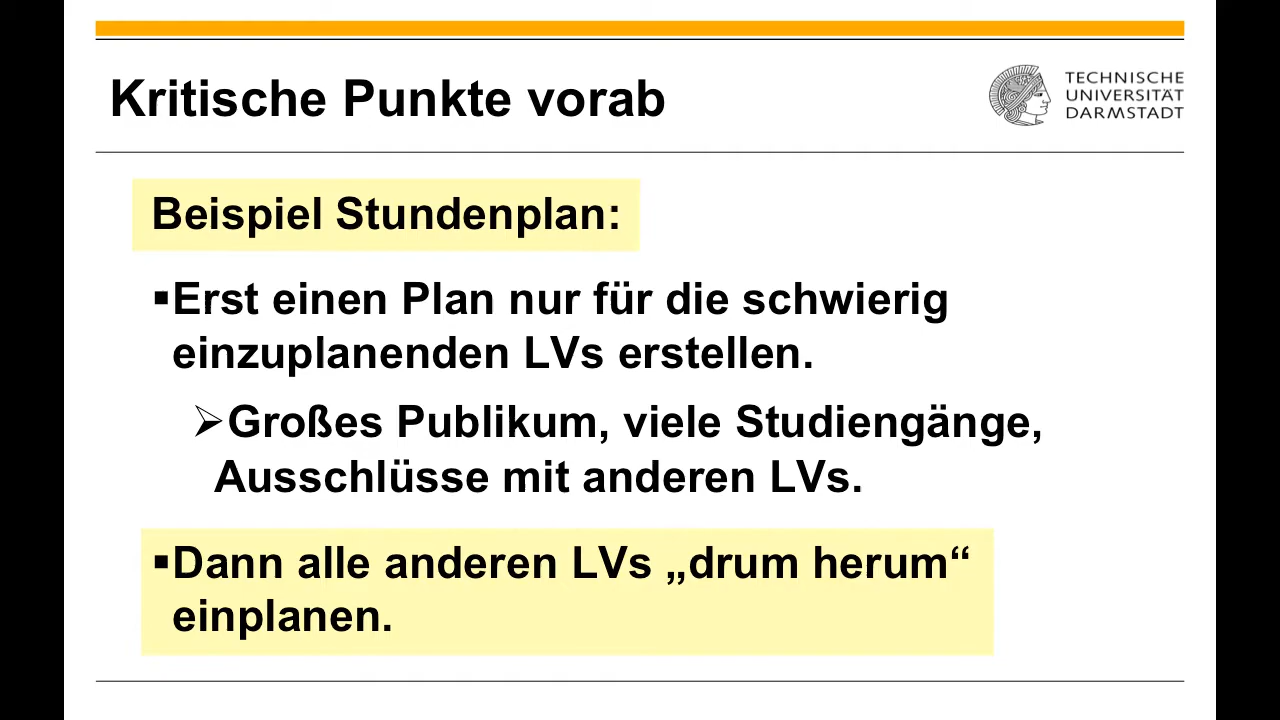 Kritische Punkte vorab
TECHNISCHE
UNIVERSITÄT
DARMSTADT
Beispiel Stundenplan:
▪Erst einen Plan nur für die schwierig
einzuplanenden LVs erstellen.
➢Großes Publikum, viele Studiengänge,
Ausschlüsse mit anderen LVs.
▪Dann alle anderen LVs „drum herum“
einplanen.